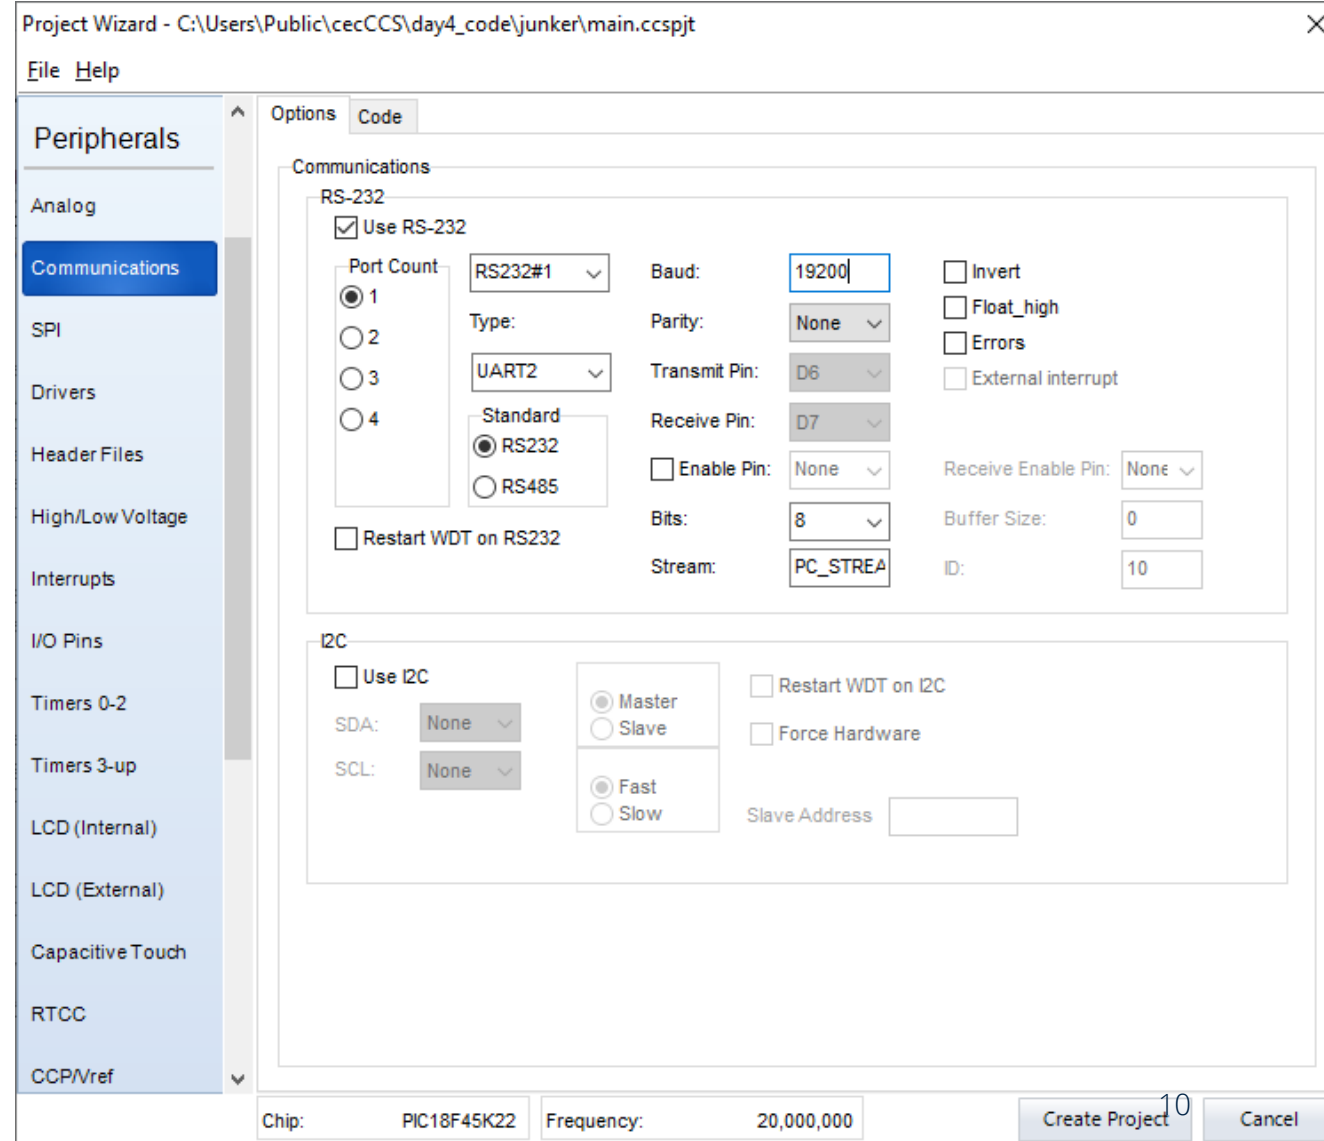 Project Wizard - C:\Users\Public\cecCCS\day4_code\junker\main.ccspjt
File Help
Peripherals
Analog
Communications
SPI
Drivers
Header Files
High/Low Voltage
Interrupts
I/O Pins
Timers 0-2
Timers 3-up
LCD (Internal)
LCD (External)
Capacitive Touch
RTCC
CCP/Vref
Options Code
Communications
RS-232
Use RS-232
Port Count
1
2
3
4
RS232#1
Type:
UART2
Standard
RS232
RS485
Restart WDT on RS232
Baud: 19200
Parity: None
Transmit Pin: D6
Receive Pin: D7
Enable Pin: None
Bits: 8
Stream: PC_STREA
Invert
Float_high
Errors
External interrupt
Receive Enable Pin: None
Buffer Size: 0
ID: 10
I2C
Use I2C
SDA: None
SCL: None
Master
Slave
Fast
Slow
Restart WDT on I2C
Force Hardware
Slave Address
Chip: PIC18F45K22 Frequency: 20,000,000
Create Project Cancel
10